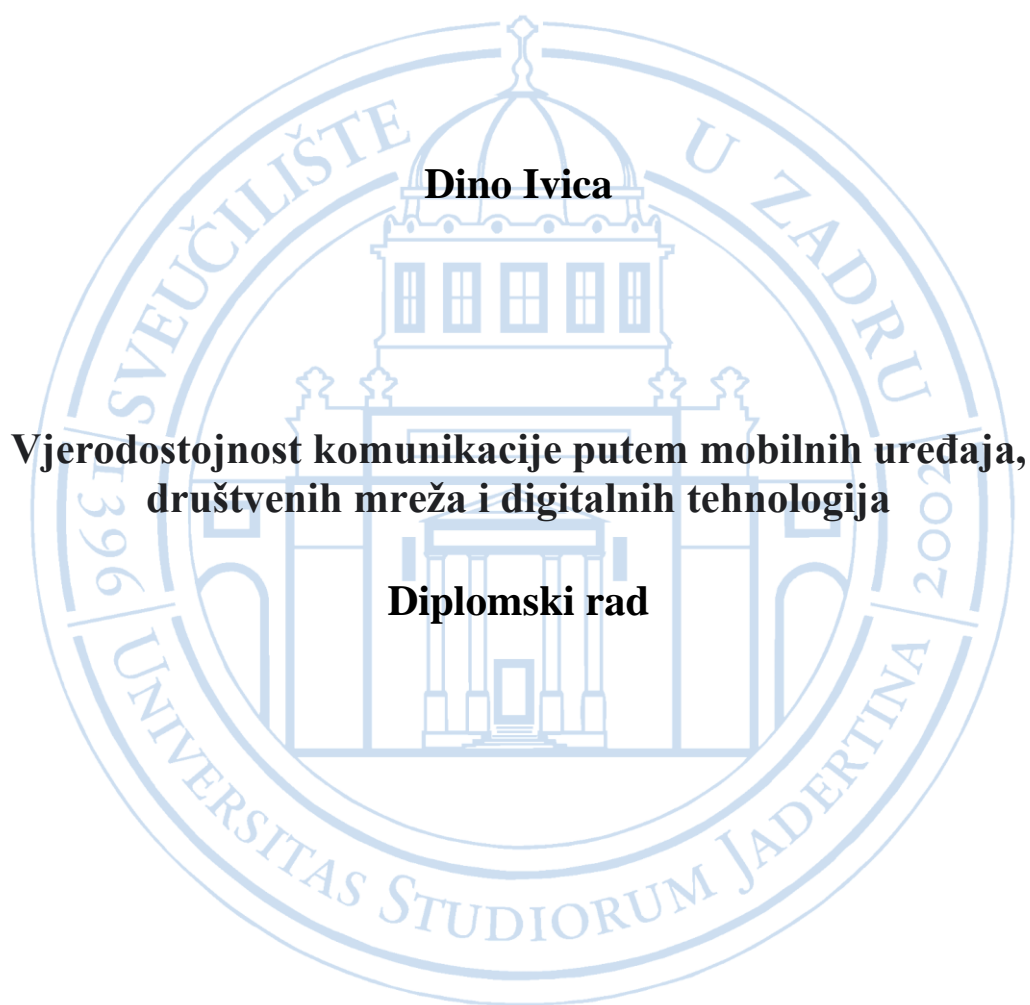 Dino Ivica
Vjerodostojnost komunikacije putem mobilnih uređaja,
društvenih mreža i digitalnih tehnologija
Diplomski rad
SVEUČILIŠTE U ZADRU
1396 2002
UNIVERSITAS STUDIORUM JADERTINA